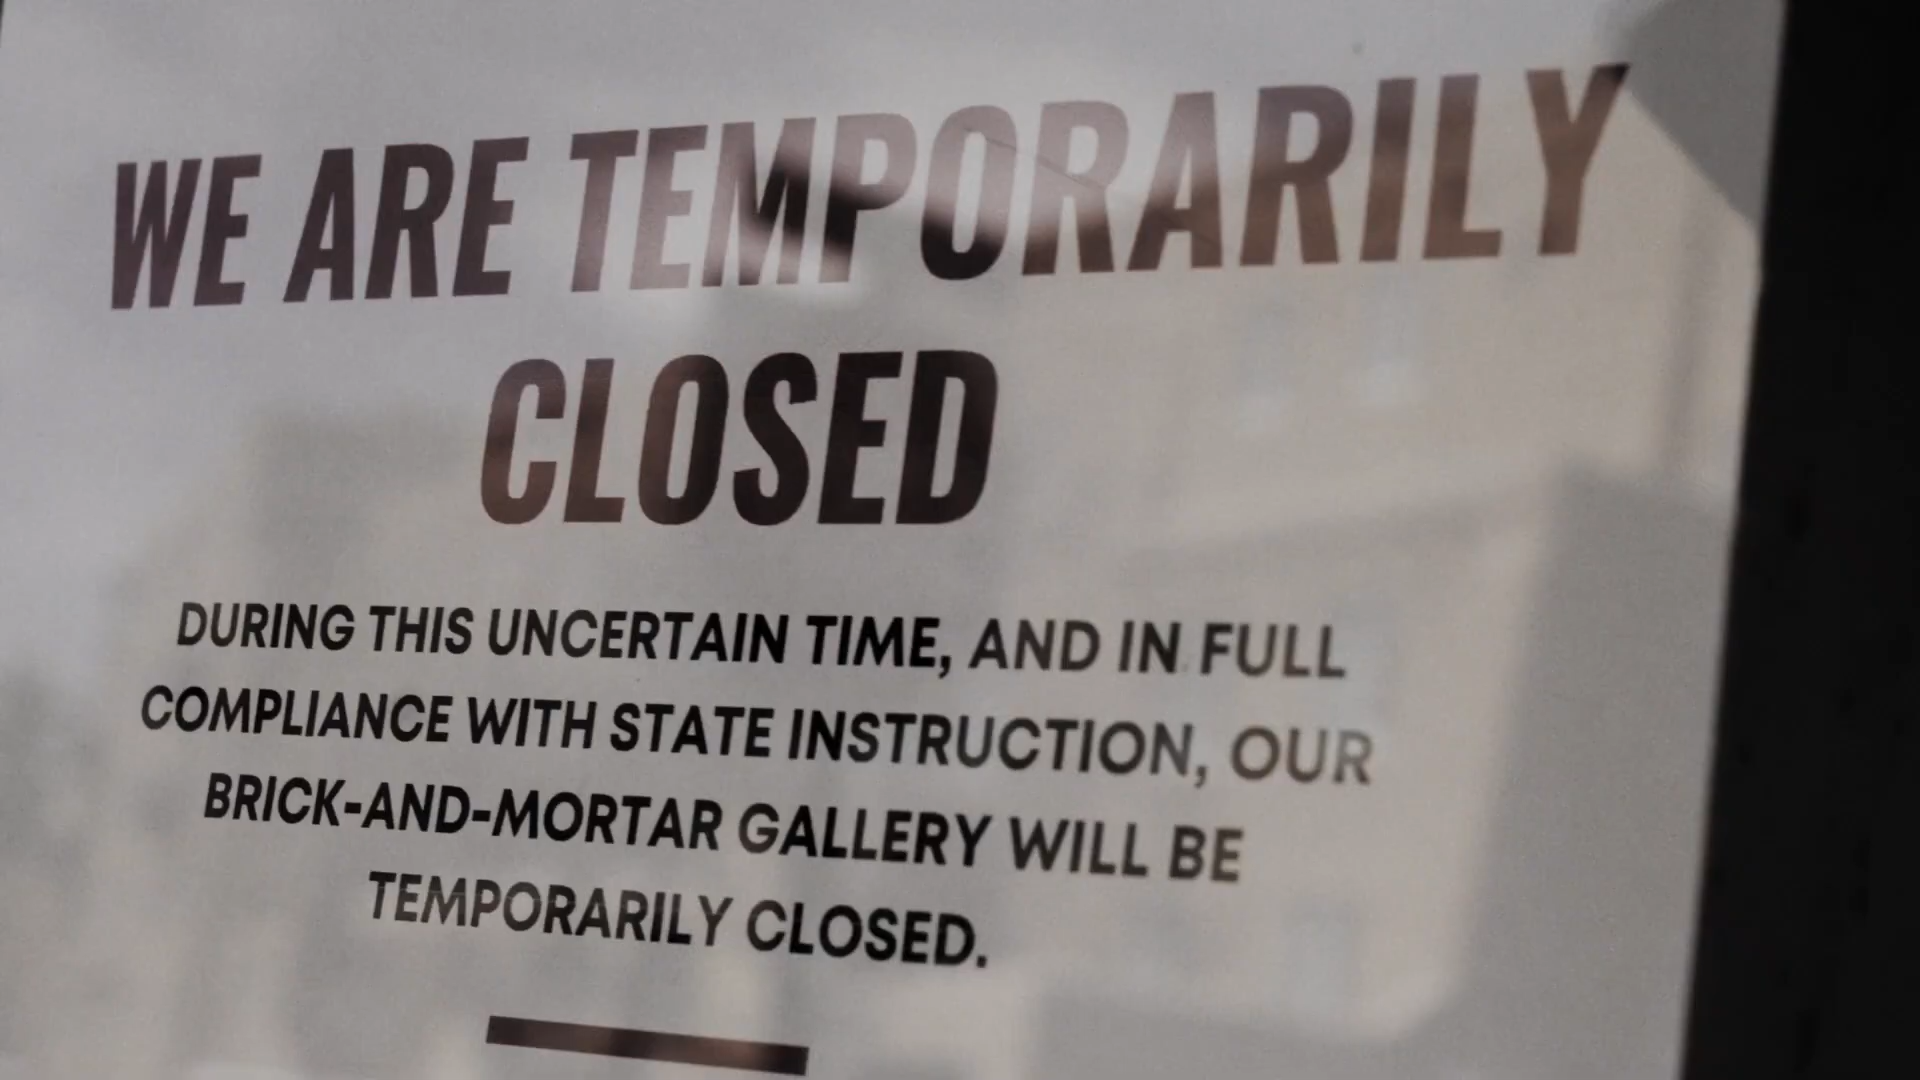 WE ARE TEMPORARILY
CLOSED
DURING THIS UNCERTAIN TIME, AND IN FULL
COMPLIANCE WITH STATE INSTRUCTION, OUR
BRICK-AND-MORTAR GALLERY WILL BE
TEMPORARILY CLOSED.